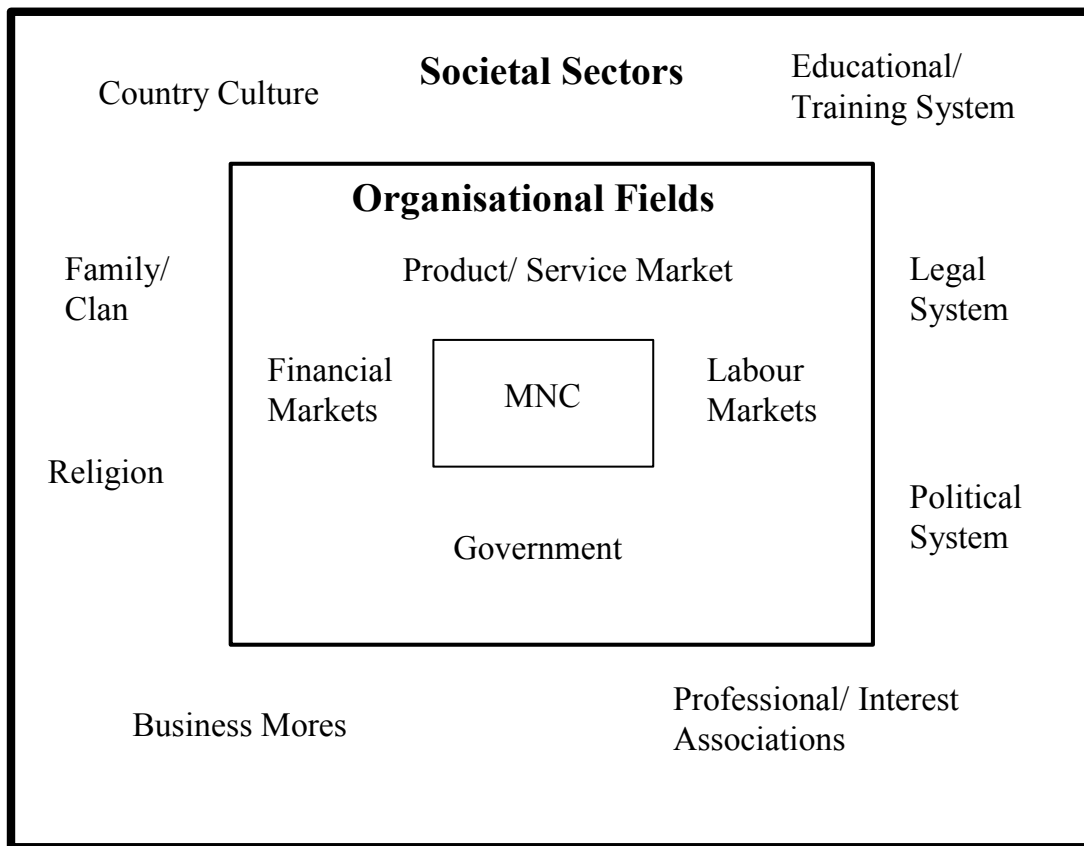 Societal Sectors
Country Culture
Educational/
Training System
Organisational Fields
Family/
Clan
Product/ Service Market
Legal
System
Financial
Markets
MNC
Labour
Markets
Religion
Political
System
Government
Business Mores
Professional/ Interest
Associations